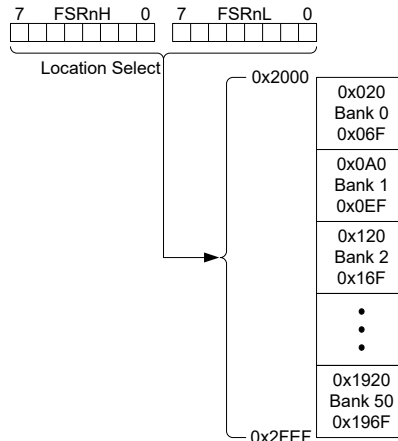 7 FSRnH 0 7 FSRnL 0
Location Select
0x2000
0x020
Bank 0
0x06F
0x0A0
Bank 1
0x0EF
0x120
Bank 2
0x16F
0x1920
Bank 50
0x196F
0x2FEF